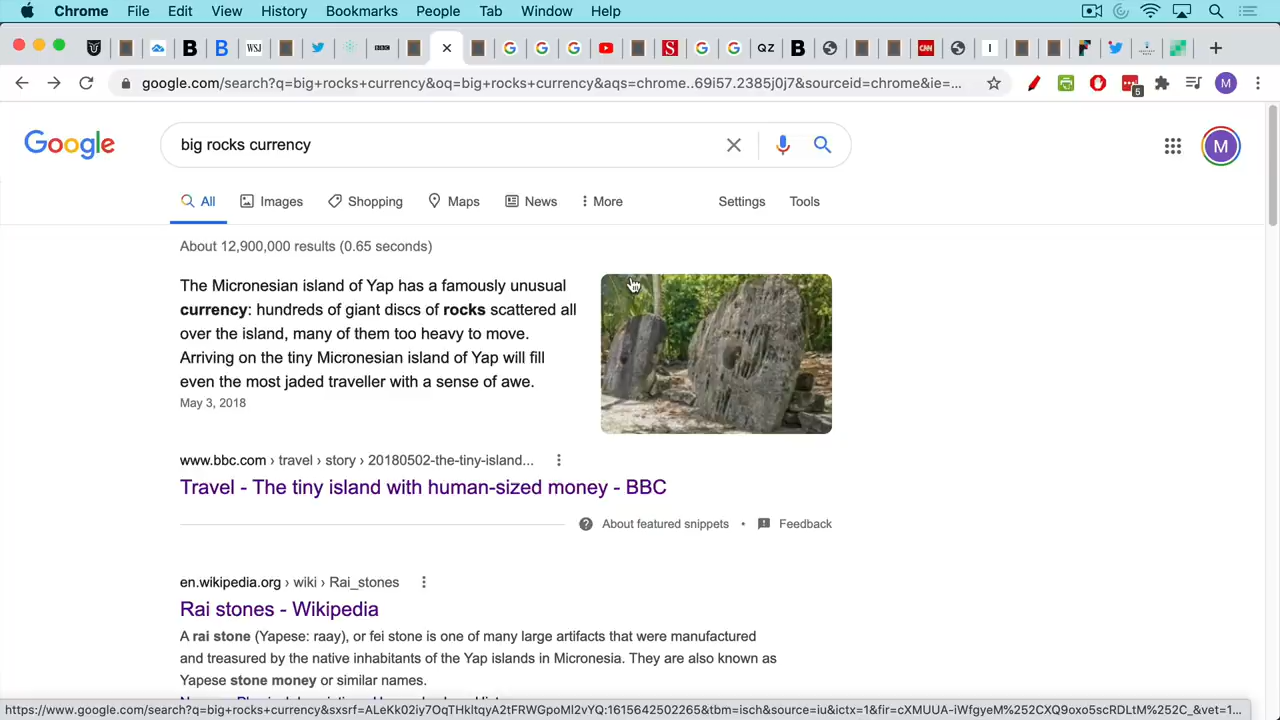 Chrome File Edit View History Bookmarks People Tab Window Help
B B WSJ BBC S QZ B CNN I
google.com/search?q=big+rocks+currency&oq=big+rocks+currency&aqs=chrome..69i57.2385j0j7&sourceid=chrome&ie=... 5 M
Google big rocks currency M
All Images Shopping Maps News More Settings Tools
About 12,900,000 results (0.65 seconds)
The Micronesian island of Yap has a famously unusual
currency: hundreds of giant discs of rocks scattered all
over the island, many of them too heavy to move.
Arriving on the tiny Micronesian island of Yap will fill
even the most jaded traveller with a sense of awe.
May 3, 2018
www.bbc.com › travel › story › 20180502-the-tiny-island...
Travel - The tiny island with human-sized money - BBC
About featured snippets • Feedback
en.wikipedia.org › wiki › Rai_stones
Rai stones - Wikipedia
A rai stone (Yapese: raay), or fei stone is one of many large artifacts that were manufactured
and treasured by the native inhabitants of the Yap islands in Micronesia. They are also known as
Yapese stone money or similar names.
https://www.google.com/search?q=big+rocks+currency&sxsrf=ALeKk02iy7OqTHkltqyA2tFRWGpoMl2vYQ:1615642502265&tbm=isch&source=iu&ictx=1&fir=cXMUUA-iWfgyeM%252CXQ9oxo5scRDLtM%252C_&vet=1...